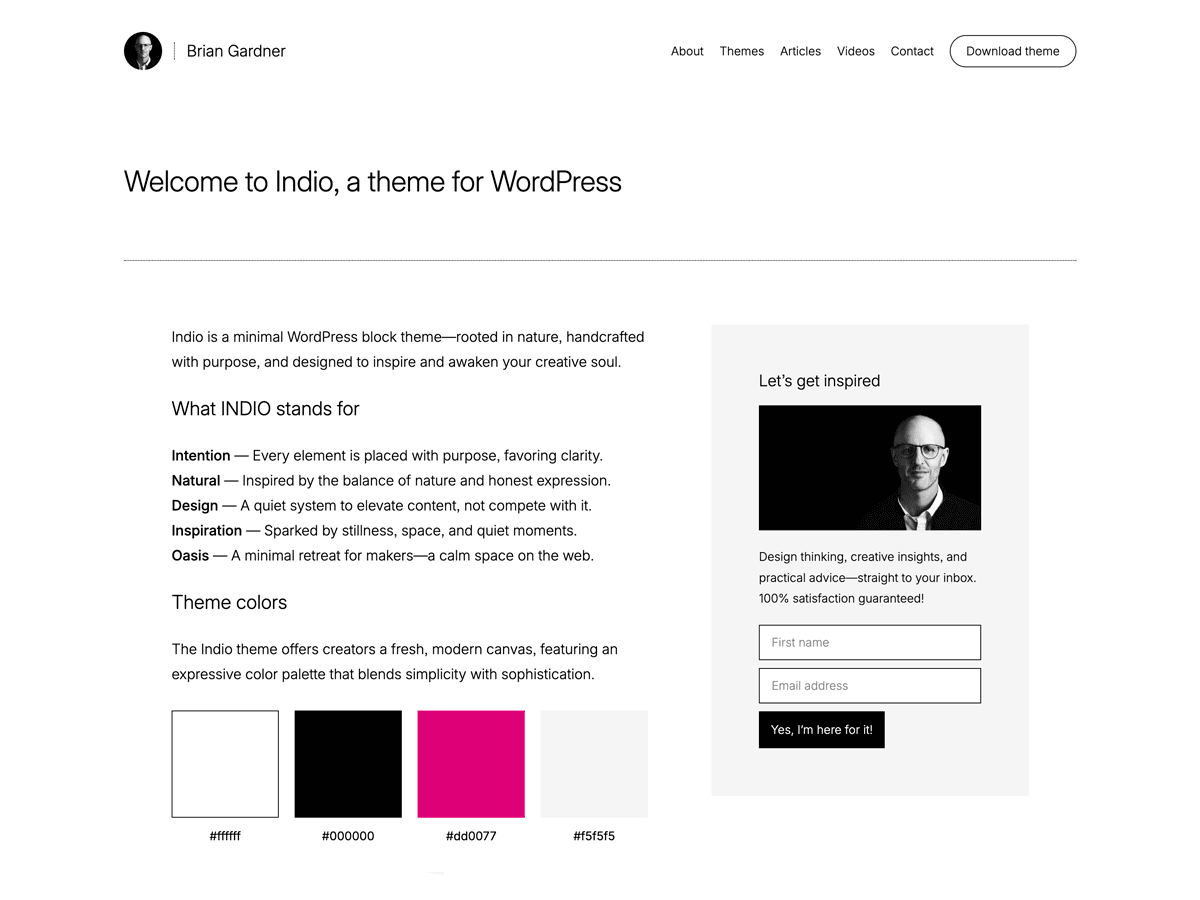 Brian Gardner
About Themes Articles Videos Contact Download theme
Welcome to Indio, a theme for WordPress
Indio is a minimal WordPress block theme—rooted in nature, handcrafted
with purpose, and designed to inspire and awaken your creative soul.
What INDIO stands for
Intention — Every element is placed with purpose, favoring clarity.
Natural — Inspired by the balance of nature and honest expression.
Design — A quiet system to elevate content, not compete with it.
Inspiration — Sparked by stillness, space, and quiet moments.
Oasis — A minimal retreat for makers—a calm space on the web.
Theme colors
The Indio theme offers creators a fresh, modern canvas, featuring an
expressive color palette that blends simplicity with sophistication.
#ffffff #000000 #dd0077 #f5f5f5
Let’s get inspired
Design thinking, creative insights, and
practical advice—straight to your inbox.
100% satisfaction guaranteed!
First name
Email address
Yes, I’m here for it!